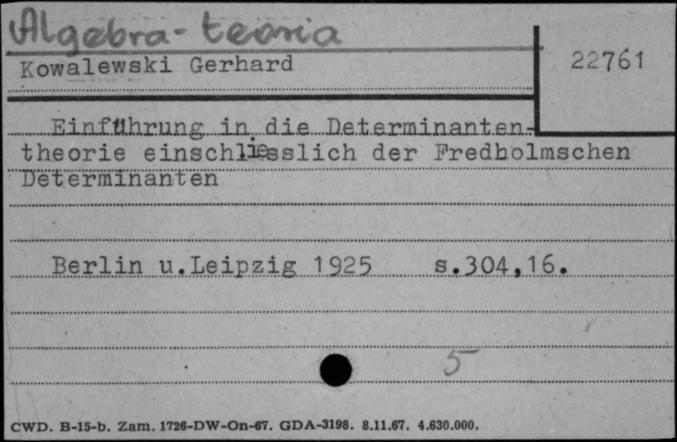 Algebra - teoria
Kowalewski Gerhard
22761
Einführung in die Determinanten-
theorie einschliesslich der Fredholmschen
Determinanten
Berlin u.Leipzig 1925 s.304,16.
5
CWD. B-15-b. Zam. 1726-DW-On-67. GDA-3198. 8.11.67. 4.630.000.